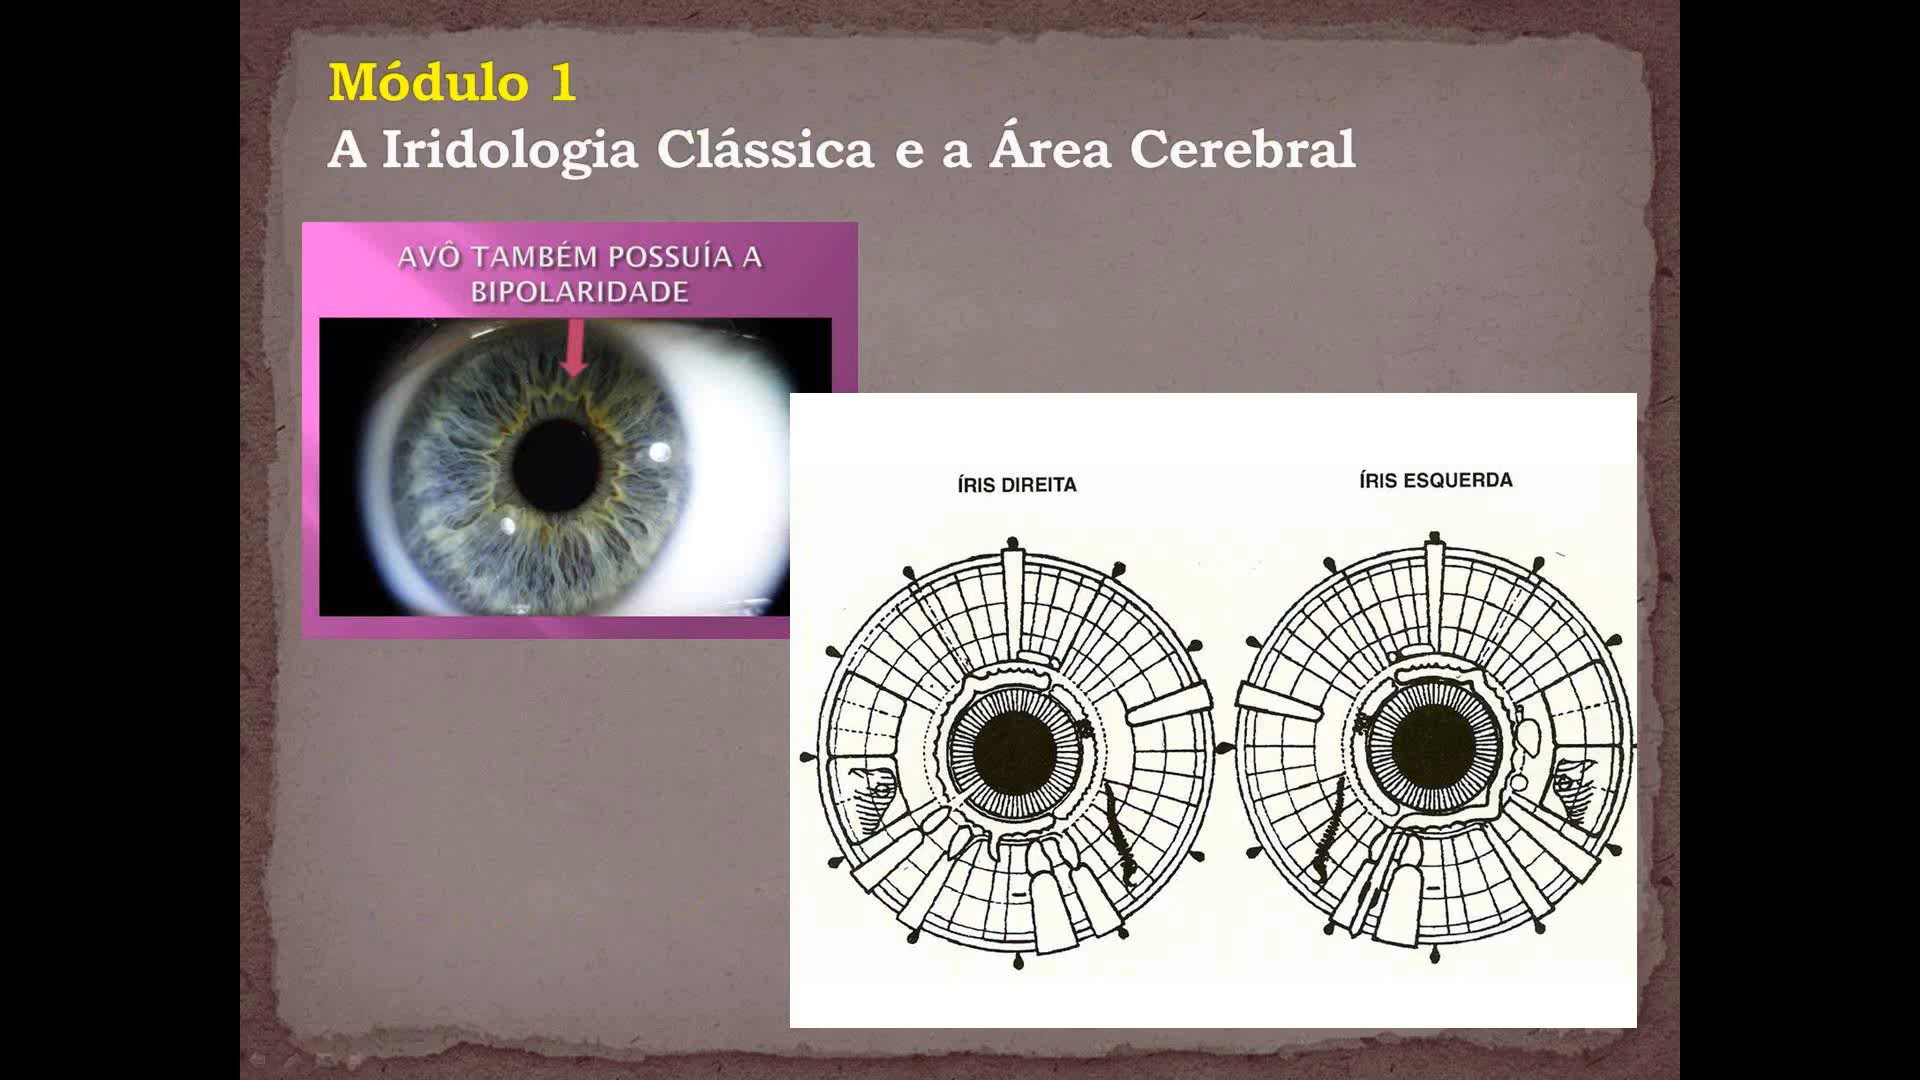 Módulo 1
A Iridologia Clássica e a Área Cerebral
AVÔ TAMBÉM POSSUÍA A
BIPOLARIDADE
ÍRIS DIREITA
ÍRIS ESQUERDA